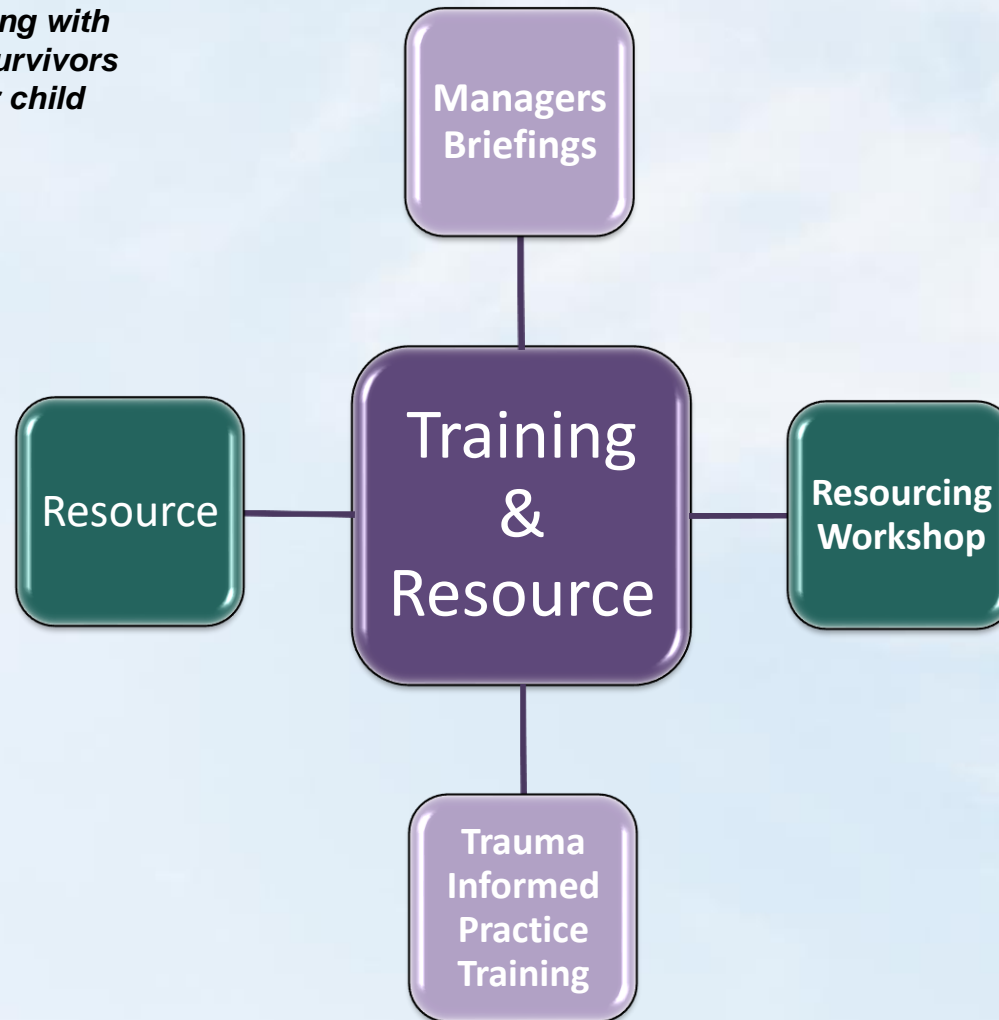 ng with
urvivors
child
Managers
Briefings
Training
&
Resource
Resource
Resourcing
Workshop
Trauma
Informed
Practice
Training